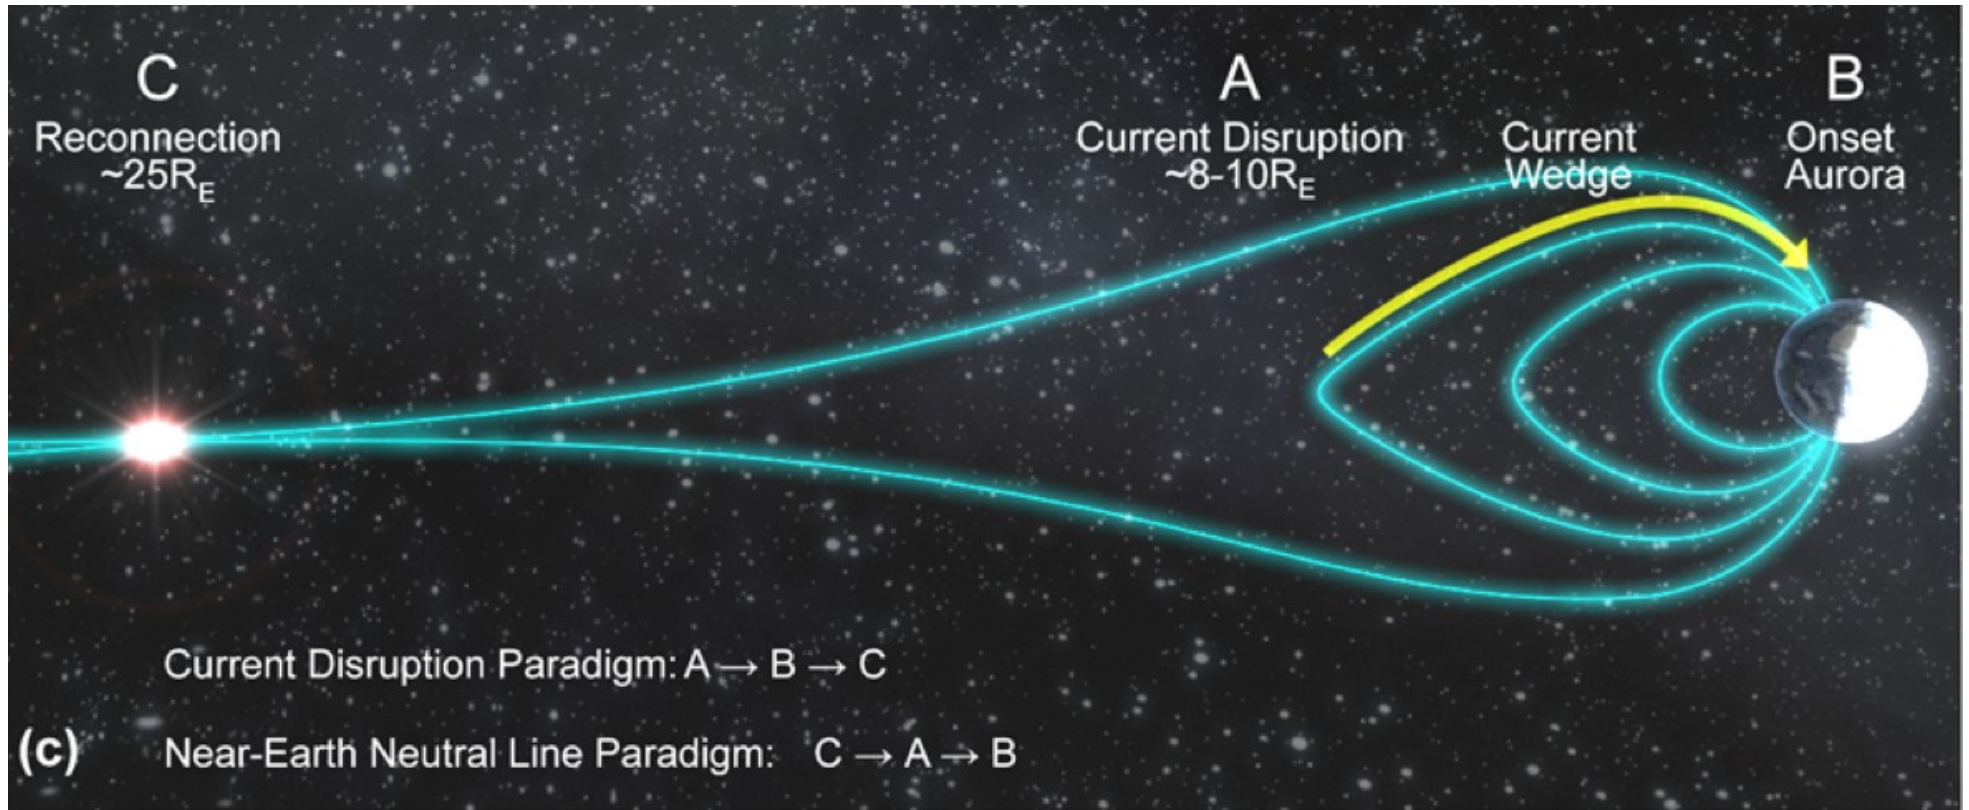 C
Reconnection
~25R_E
A
Current Disruption
~8-10R_E
Current
Wedge
B
Onset
Aurora
Current Disruption Paradigm: A → B → C
(c)
Near-Earth Neutral Line Paradigm: C → A → B